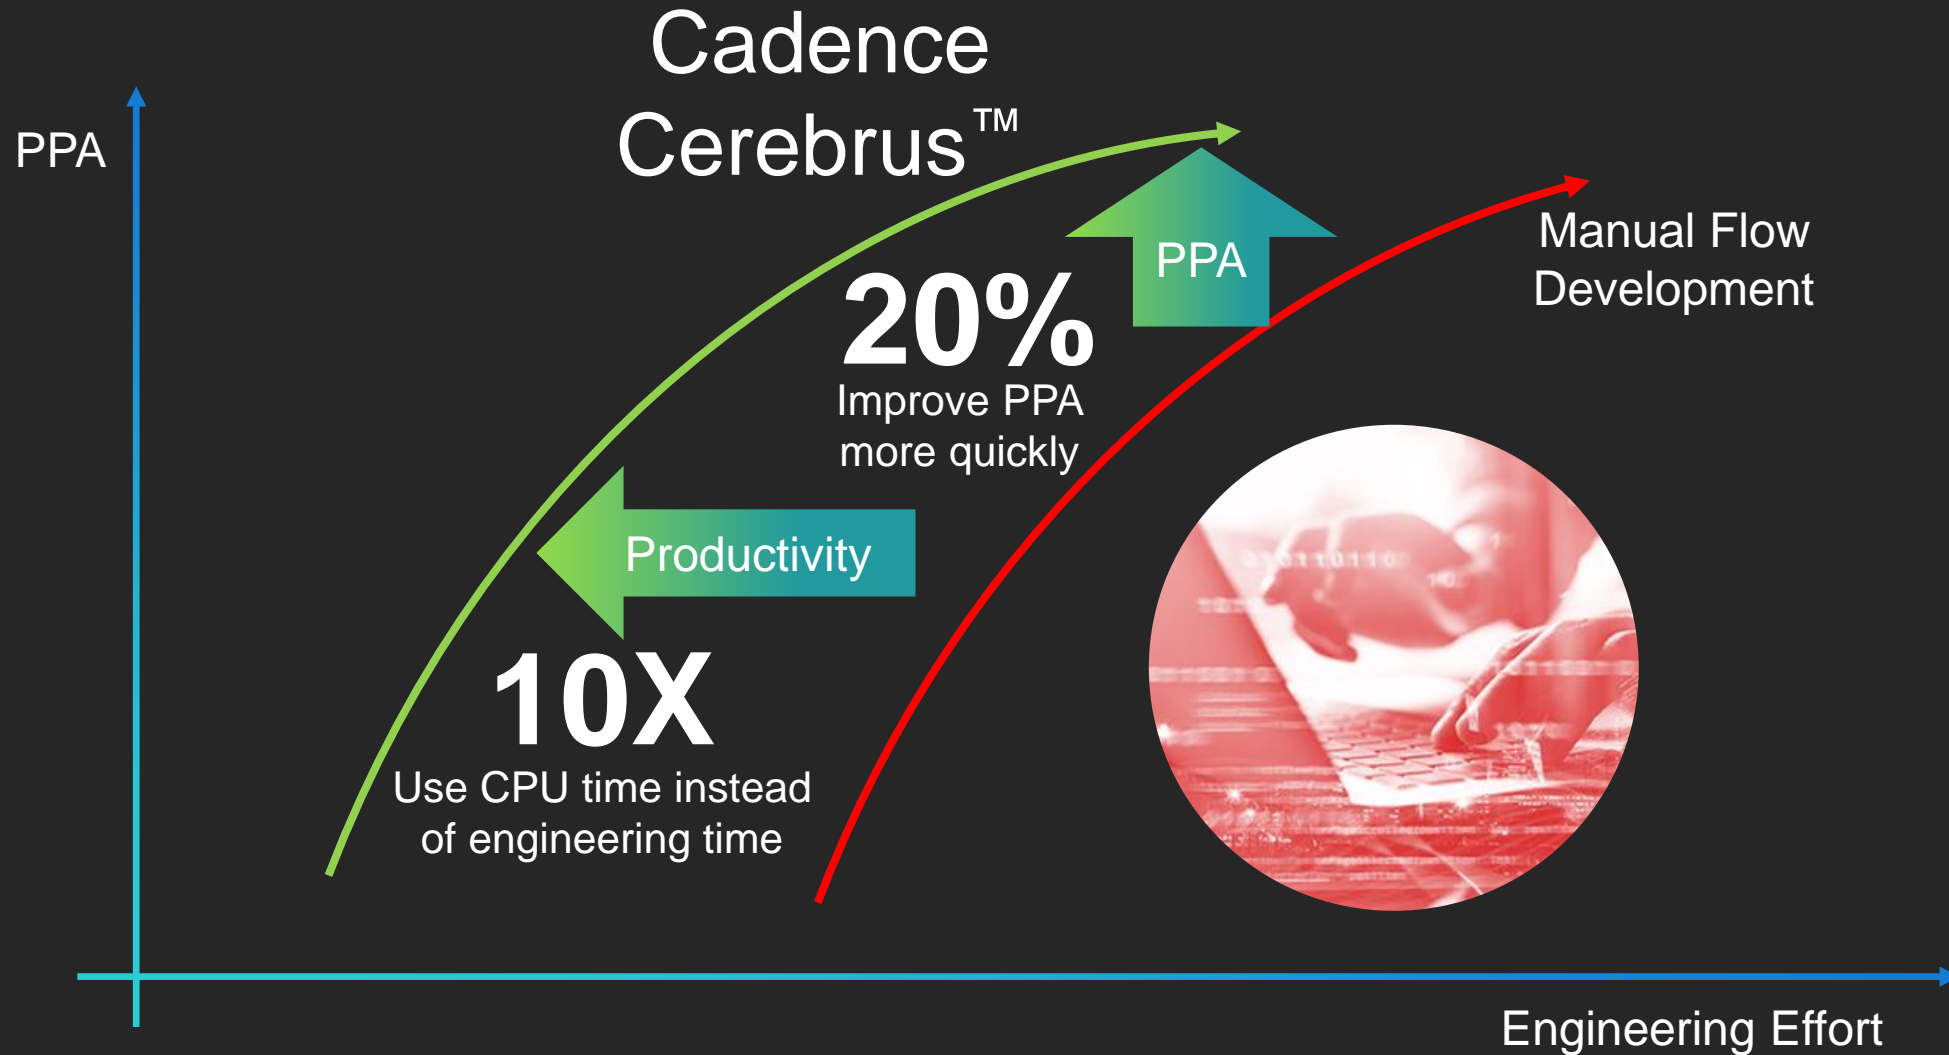 Cadence
Cerebrus™
PPA
PPA
Manual Flow
Development
20%
Improve PPA
more quickly
Productivity
10X
Use CPU time instead
of engineering time
Engineering Effort